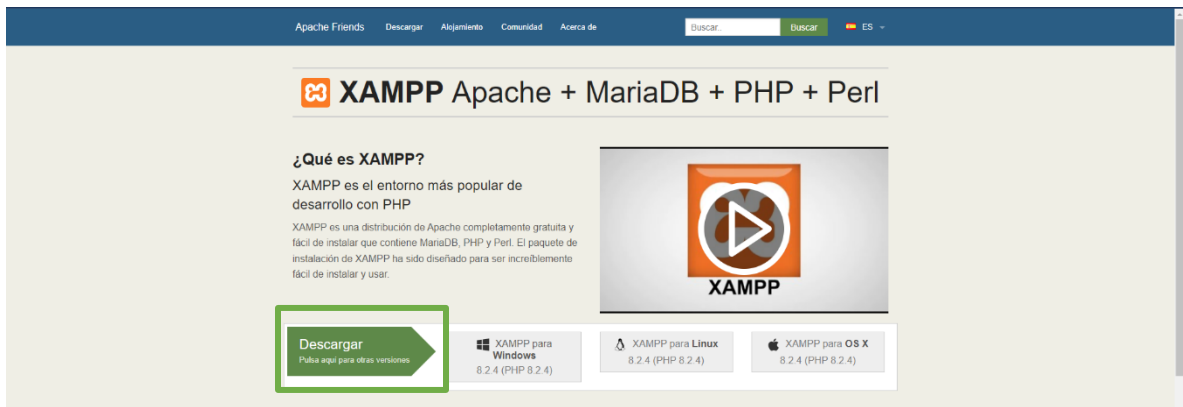 Apache Friends Descargar Alojamiento Comunidad Acerca de Buscar... Buscar ES
XAMPP Apache + MariaDB + PHP + Perl
¿Qué es XAMPP?
XAMPP es el entorno más popular de
desarrollo con PHP
XAMPP es una distribución de Apache completamente gratuita y
fácil de instalar que contiene MariaDB, PHP y Perl. El paquete de
instalación de XAMPP ha sido diseñado para ser increíblemente
fácil de instalar y usar.
XAMPP
Descargar
Pulsa aquí para otras versiones
XAMPP para
Windows
8.2.4 (PHP 8.2.4)
XAMPP para Linux
8.2.4 (PHP 8.2.4)
XAMPP para OS X
8.2.4 (PHP 8.2.4)